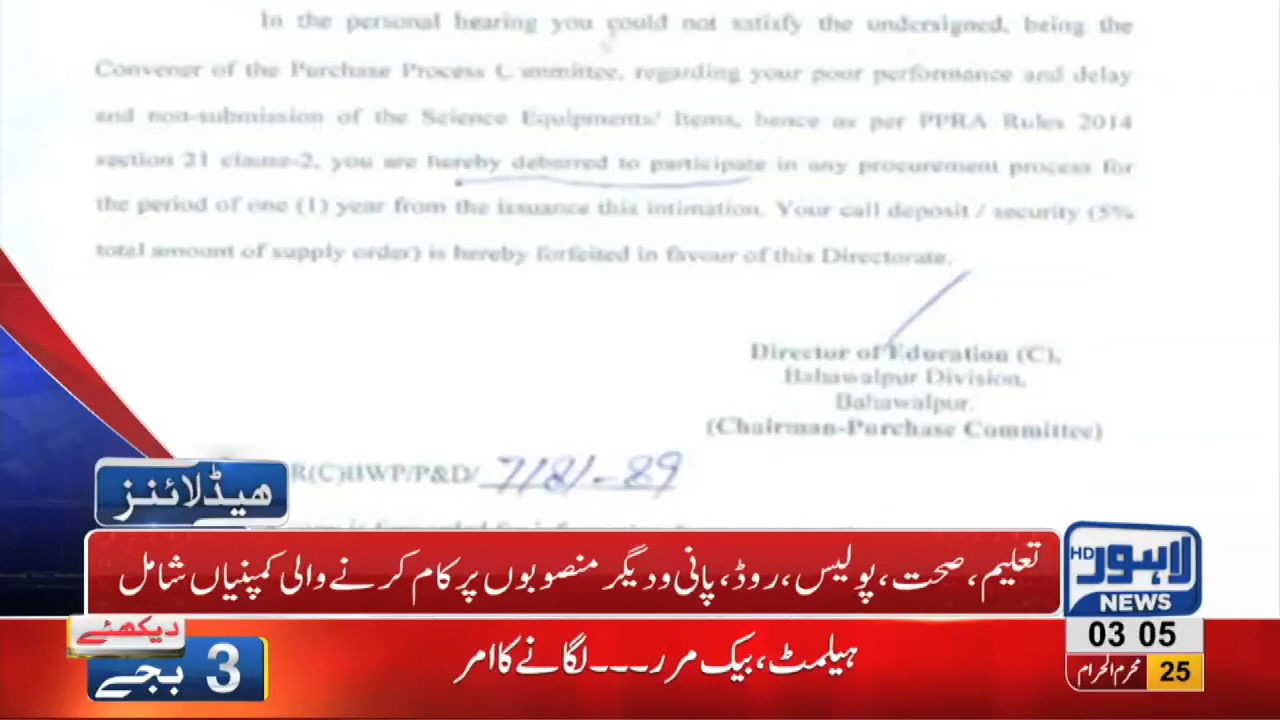 In the personal hearing you could not satisfy the undersigned, being the
Convener of the Purchase Process Committee, regarding your poor performance and delay
and non-submission of the Science Equipments/ Items, hence as per PPRA Rules 2014
section 21 clause-2, you are hereby debarred to participate in any procurement process for
the period of one (1) year from the issuance this intimation. Your call deposit / security (5%
total amount of supply order) is hereby forfeited in favour of this Directorate.
Director of Education (C),
Bahawalpur Division,
Bahawalpur.
(Chairman-Purchase Committee)
R(C)BWP/P&D/ 7181-89
ھیڈلائنز
تعلیم، صحت، پولیس، روڈ، پانی ودیگر منصوبوں پر کام کرنے والی کمپنیاں شامل
لاہور HD
NEWS
03 05
25 محرم الحرام
دیکھئے
3 بجے
ہیلمٹ، بیک مرر۔۔۔لگانے کا امر